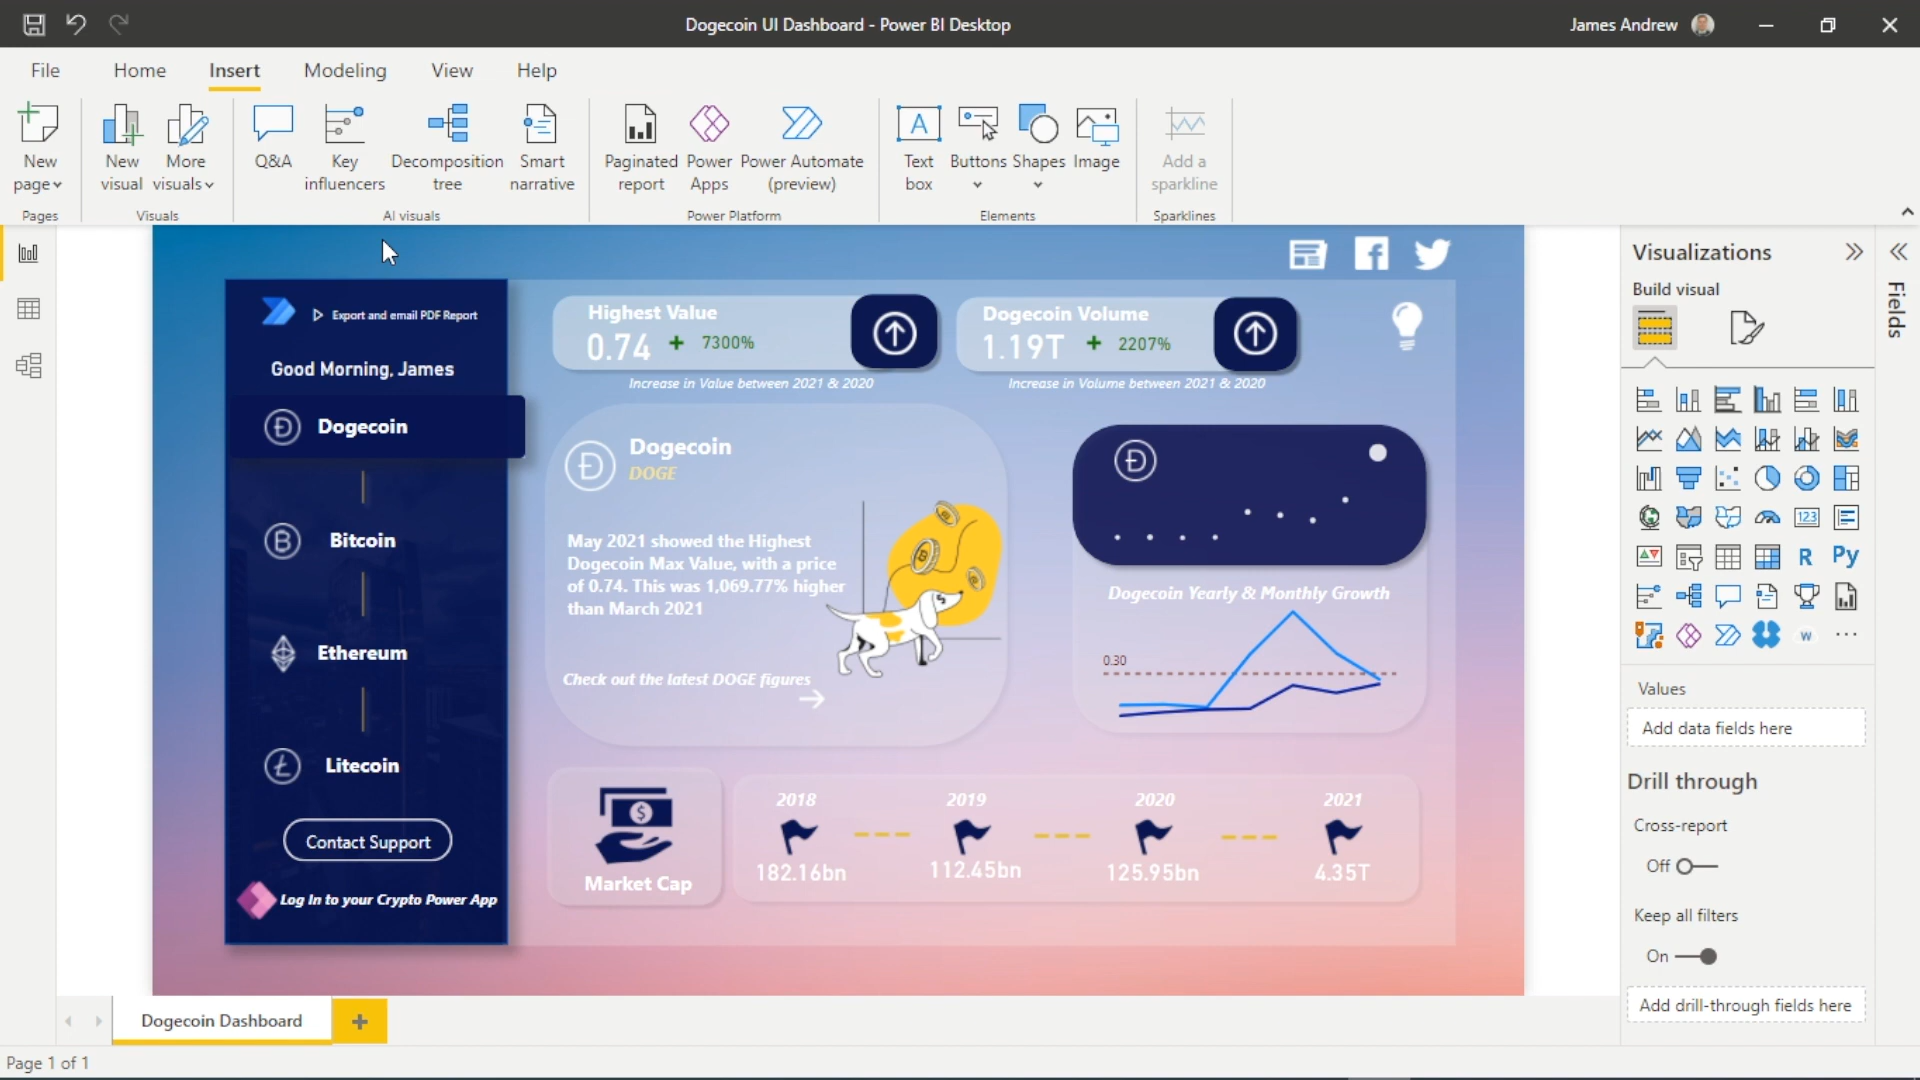 Dogecoin UI Dashboard - Power BI Desktop
James Andrew
File
Home
Insert
Modeling
View
Help
New
page
New
visual
More
visuals
Q&A
Key
influencers
Decomposition
tree
Smart
narrative
Paginated
report
Power
Apps
Power Automate
(preview)
A
Text
box
Buttons
Shapes
Image
Add a
sparkline
Pages
Visuals
AI visuals
Power Platform
Elements
Sparklines
Export and email PDF Report
Good Morning, James
Dogecoin
Bitcoin
Ethereum
Litecoin
Contact Support
Log In to your Crypto Power App
Highest Value
0.74 + 7300%
Increase in Value between 2021 & 2020
Dogecoin Volume
1.19T + 2207%
Increase in Volume between 2021 & 2020
Dogecoin
DOGE
May 2021 showed the Highest
Dogecoin Max Value, with a price
of 0.74. This was 1,069.77% higher
than March 2021
Check out the latest DOGE figures
Dogecoin Yearly & Monthly Growth
0.30
Market Cap
2018
182.16bn
2019
112.45bn
2020
125.95bn
2021
4.35T
Visualizations
Build visual
123
R
Py
W
Values
Add data fields here
Drill through
Cross-report
Off
Keep all filters
On
Add drill-through fields here
Fields
Dogecoin Dashboard
Page 1 of 1